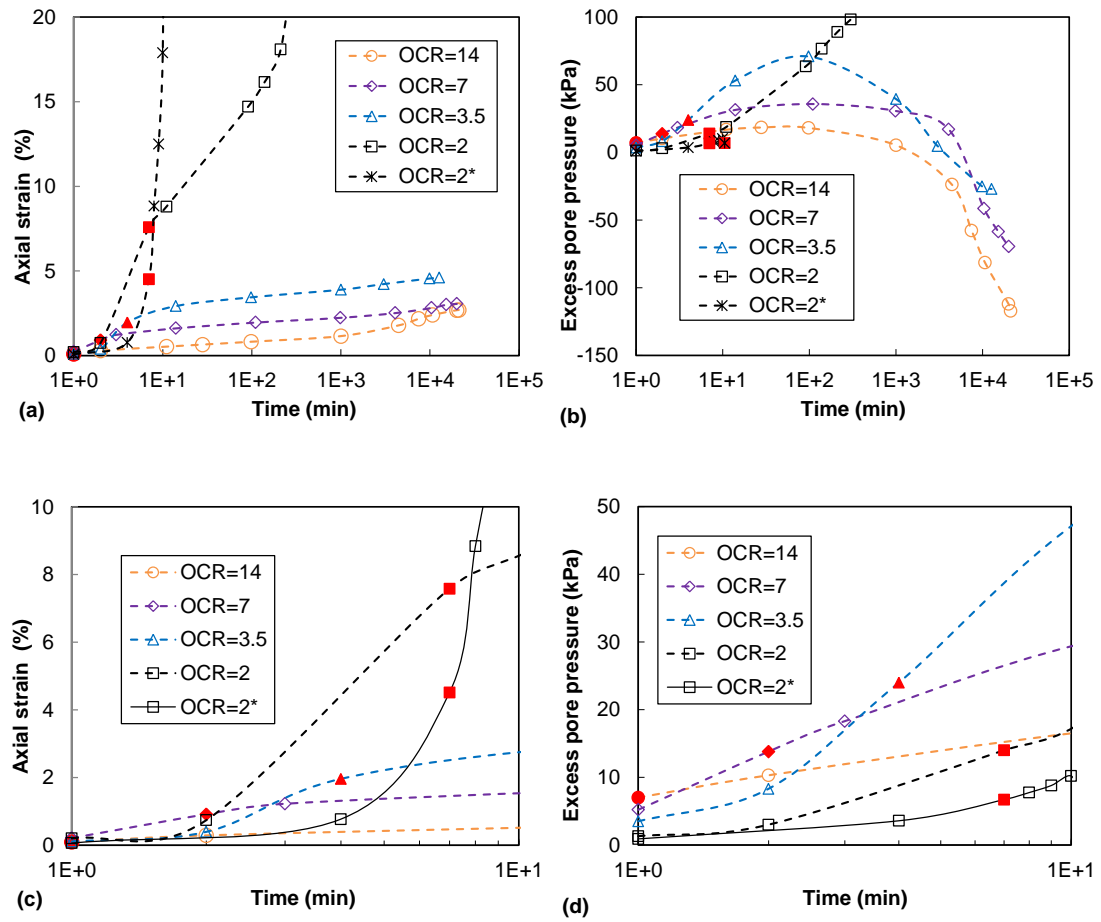 20
15
10
5
0
Axial strain (%)
OCR=14
OCR=7
OCR=3.5
OCR=2
OCR=2*
1E+0
1E+1
1E+2
1E+3
1E+4
1E+5
Time (min)
(a)
100
50
0
-50
-100
-150
Excess pore pressure (kPa)
OCR=14
OCR=7
OCR=3.5
OCR=2
OCR=2*
1E+0
1E+1
1E+2
1E+3
1E+4
1E+5
Time (min)
(b)
10
8
6
4
2
0
Axial strain (%)
OCR=14
OCR=7
OCR=3.5
OCR=2
OCR=2*
1E+0
1E+1
Time (min)
(c)
50
40
30
20
10
0
Excess pore pressure (kPa)
OCR=14
OCR=7
OCR=3.5
OCR=2
OCR=2*
1E+0
1E+1
Time (min)
(d)